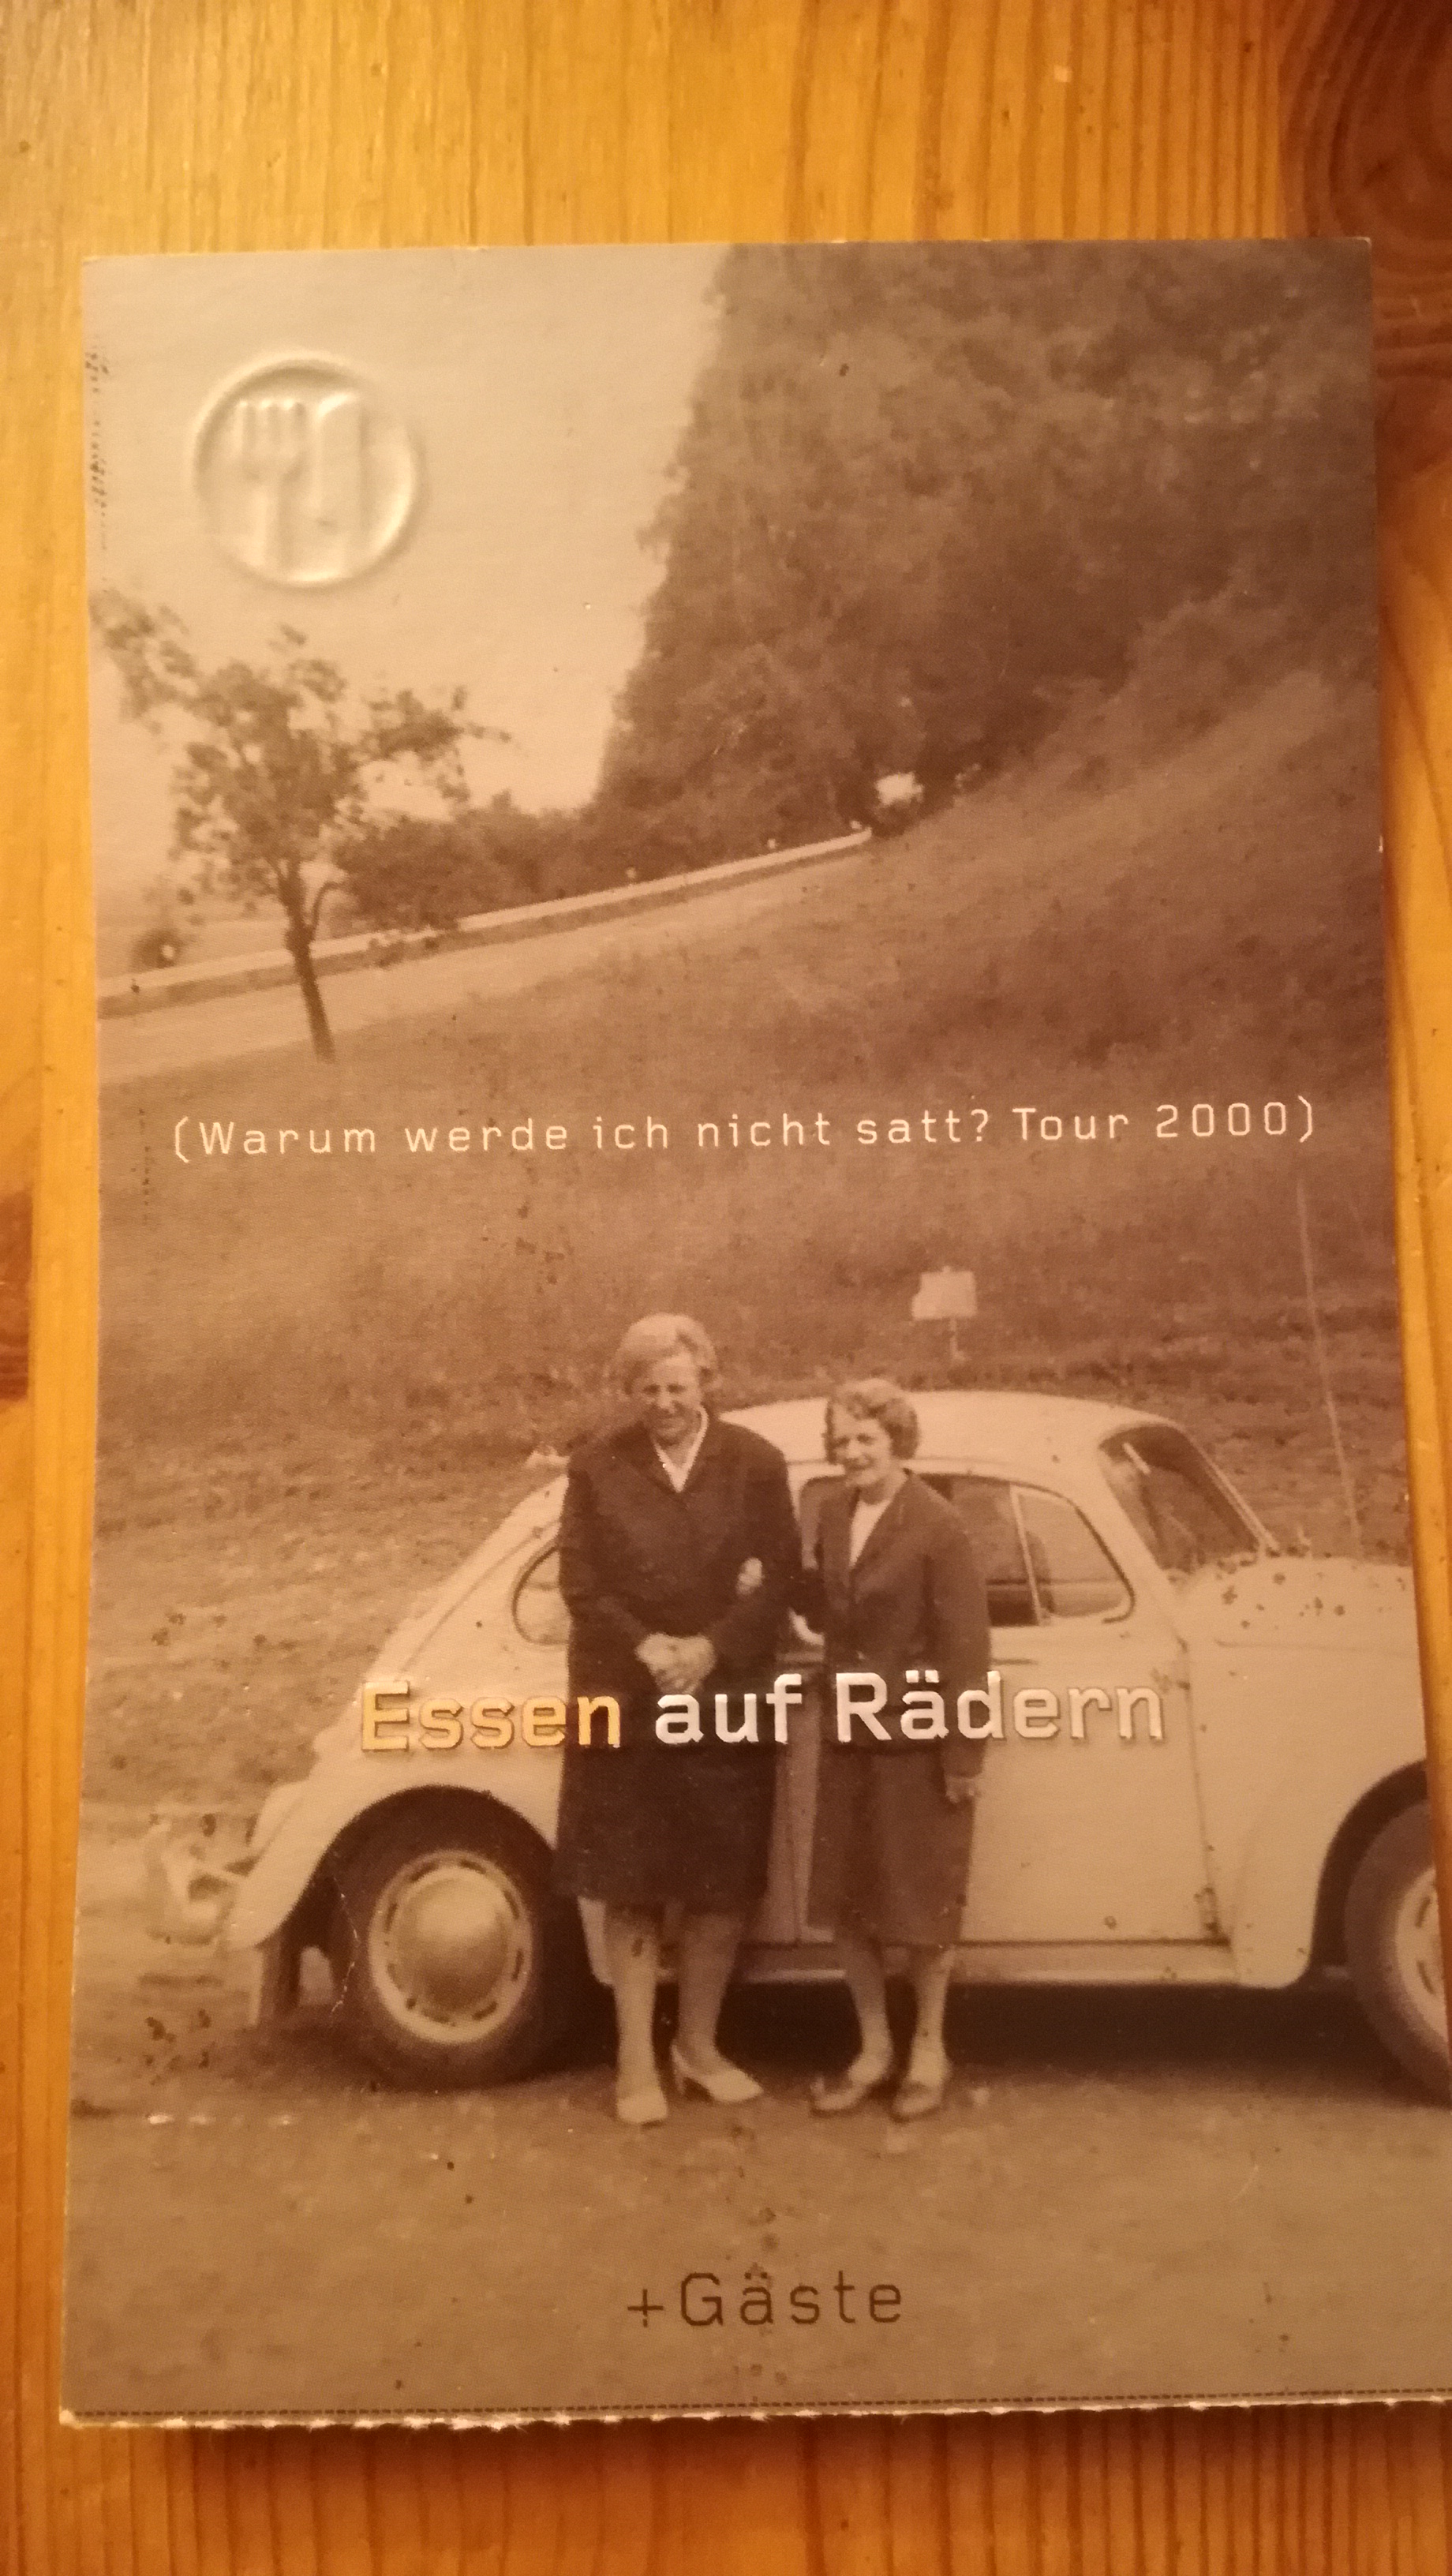 (Warum werde ich nicht satt? Tour 2000)
Essen auf Rädern
+Gäste